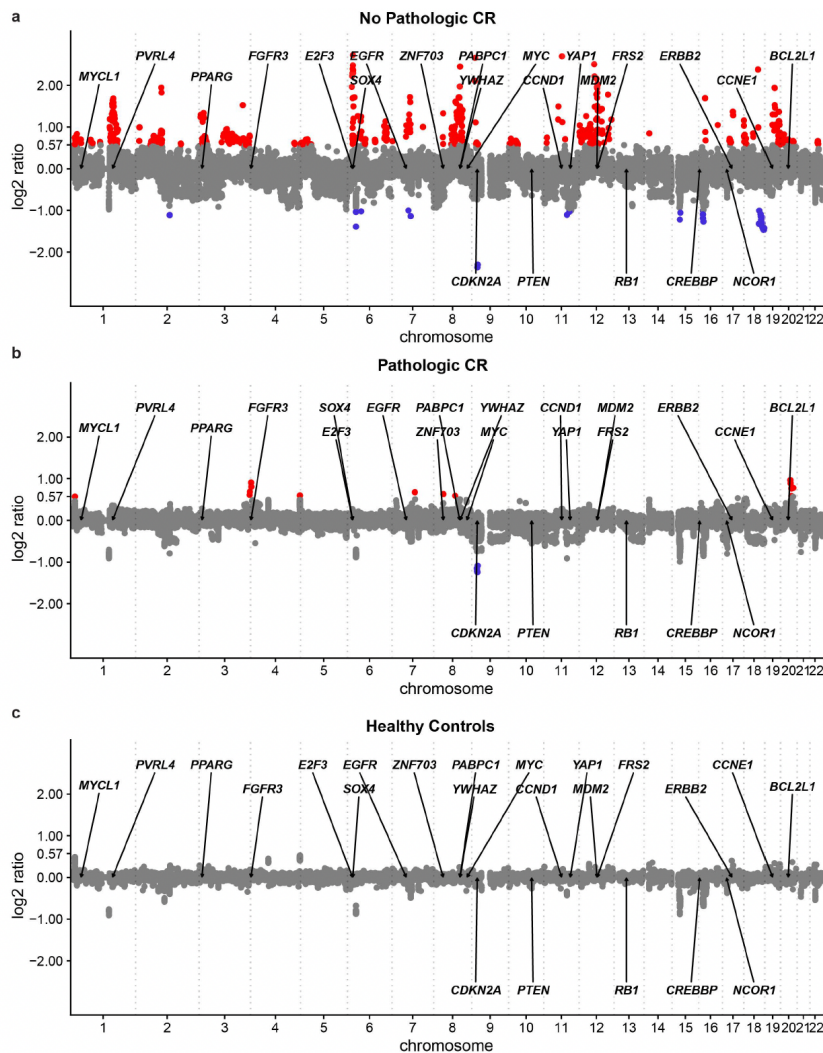 a
No Pathologic CR
PVRL4 FGFR3 E2F3 EGFR ZNF703 PABPC1 MYC YAP1 FRS2 ERBB2 BCL2L1
MYCL1 PPARG SOX4 YWHAZ CCND1 MDM2 CCNE1
2.00
1.00
0.57
0.00
−1.00
−2.00
log2 ratio
CDKN2A PTEN RB1 CREBBP NCOR1
1 2 3 4 5 6 7 8 9 10 11 12 13 14 15 16 17 18 19 20 21 22
chromosome
b
Pathologic CR
PVRL4 FGFR3 SOX4 EGFR PABPC1 YWHAZ CCND1 MDM2 ERBB2 BCL2L1
MYCL1 PPARG E2F3 ZNF703 MYC YAP1 FRS2 CCNE1
2.00
1.00
0.57
0.00
−1.00
−2.00
log2 ratio
CDKN2A PTEN RB1 CREBBP NCOR1
1 2 3 4 5 6 7 8 9 10 11 12 13 14 15 16 17 18 19 20 21 22
chromosome
c
Healthy Controls
PVRL4 PPARG E2F3 EGFR ZNF703 PABPC1 MYC YAP1 FRS2 CCNE1
MYCL1 FGFR3 SOX4 YWHAZ CCND1 MDM2 ERBB2 BCL2L1
2.00
1.00
0.57
0.00
−1.00
−2.00
log2 ratio
CDKN2A PTEN RB1 CREBBP NCOR1
1 2 3 4 5 6 7 8 9 10 11 12 13 14 15 16 17 18 19 20 21 22
chromosome